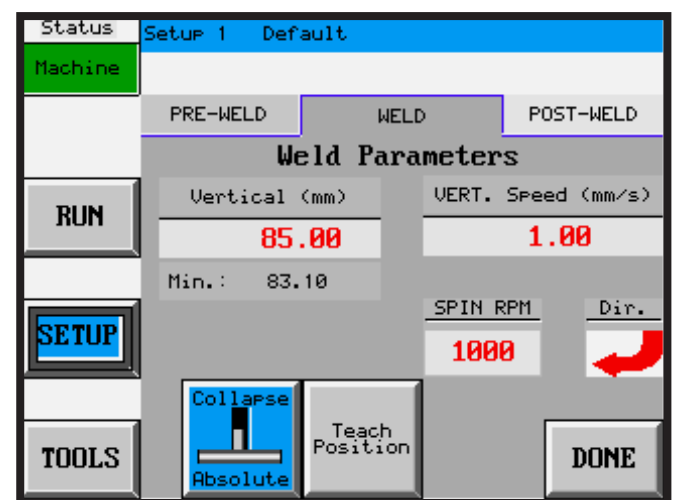 Status
Setup 1 Default
Machine
PRE-WELD WELD POST-WELD
Weld Parameters
Vertical (mm) VERT. Speed (mm/s)
RUN
85.00 1.00
Min.: 83.10
SPIN RPM Dir.
SETUP
1000
Collapse
Teach
Position
TOOLS
DONE
Absolute